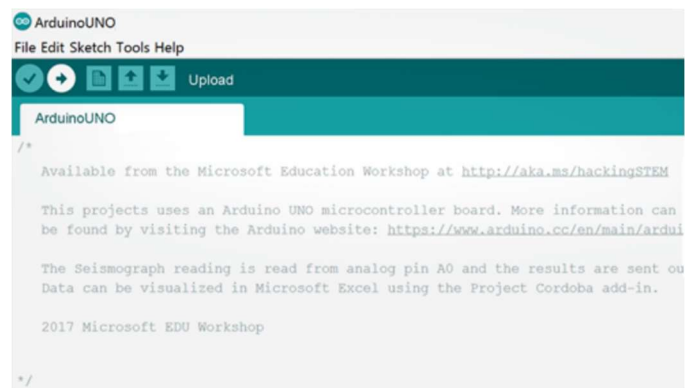 ArduinoUNO
File Edit Sketch Tools Help
Upload
ArduinoUNO
/*
Available from the Microsoft Education Workshop at http://aka.ms/hackingSTEM
This projects uses an Arduino UNO microcontroller board. More information can
be found by visiting the Arduino website: https://www.arduino.cc/en/main/ardui
The Seismograph reading is read from analog pin A0 and the results are sent ou
Data can be visualized in Microsoft Excel using the Project Cordoba add-in.
2017 Microsoft EDU Workshop
*/